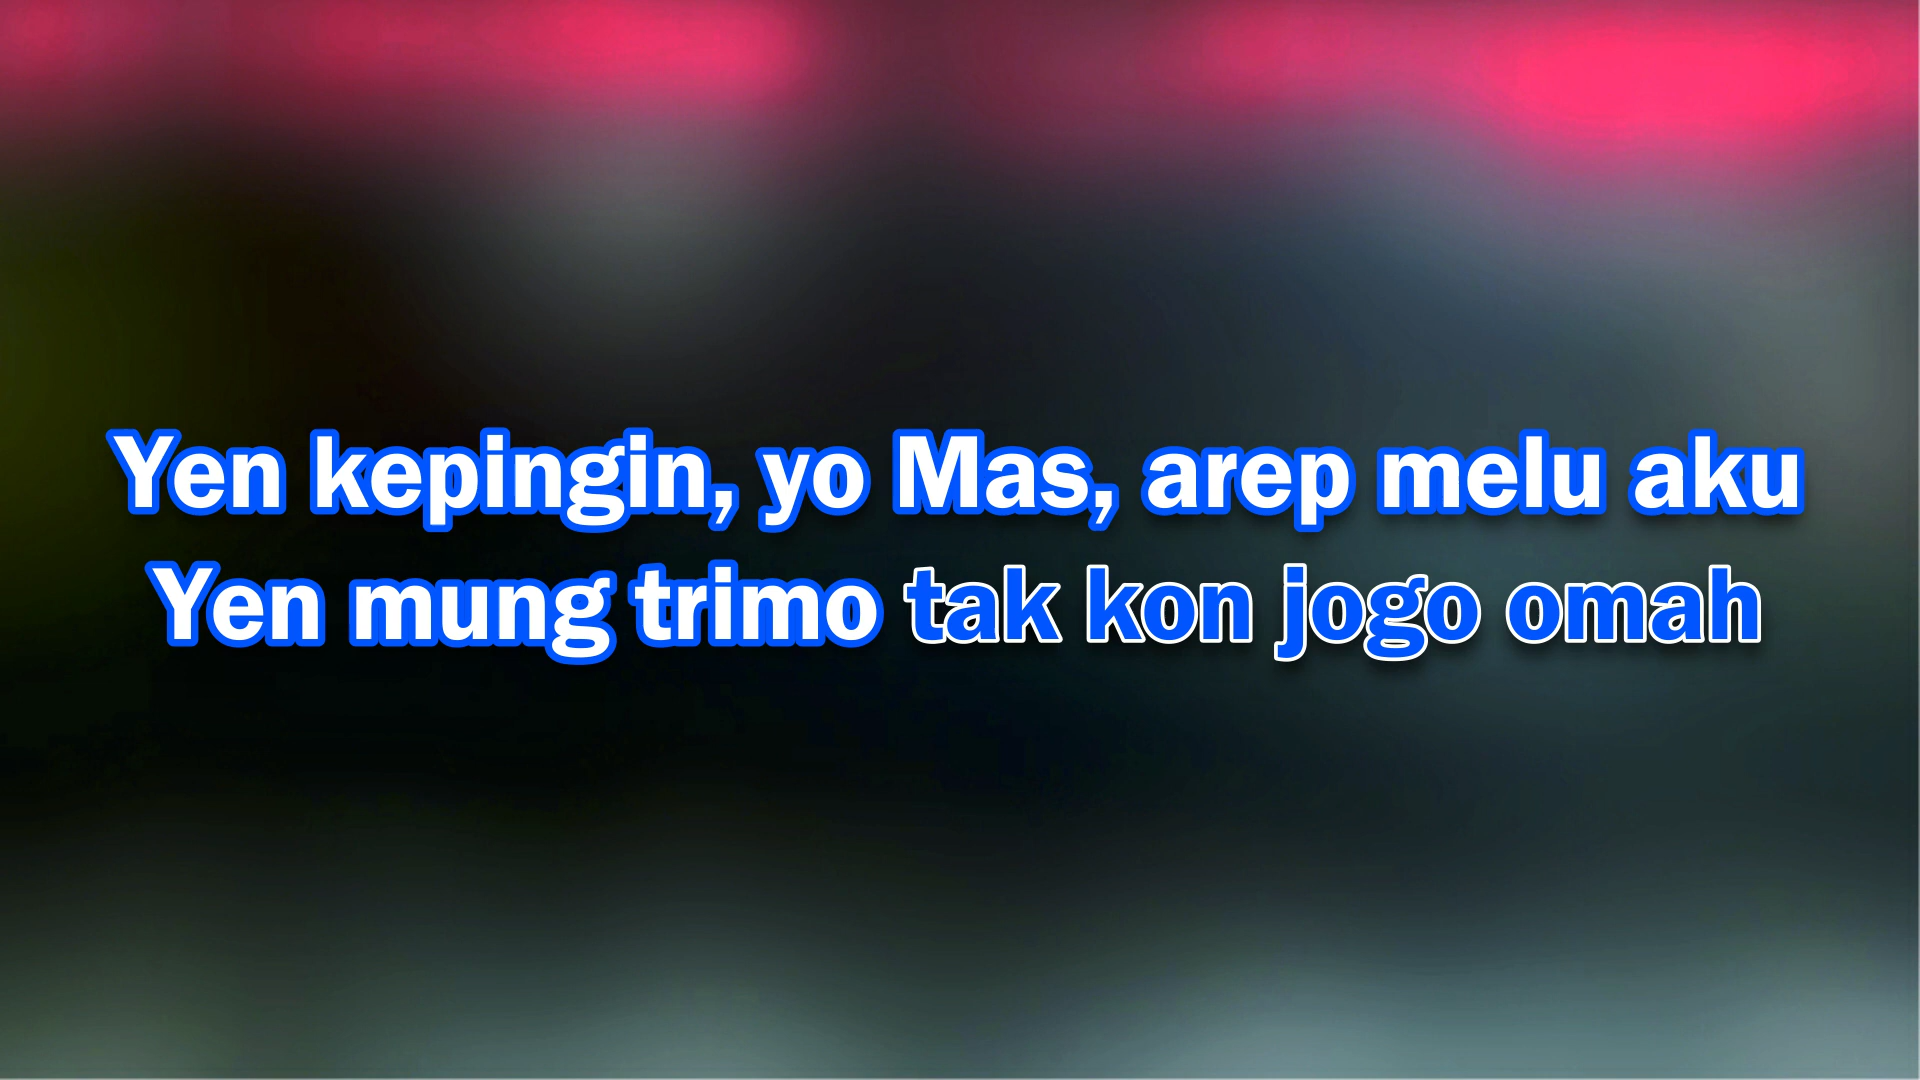 Yen kepingin, yo Mas, arep melu aku
Yen mung trimo tak kon jogo omah